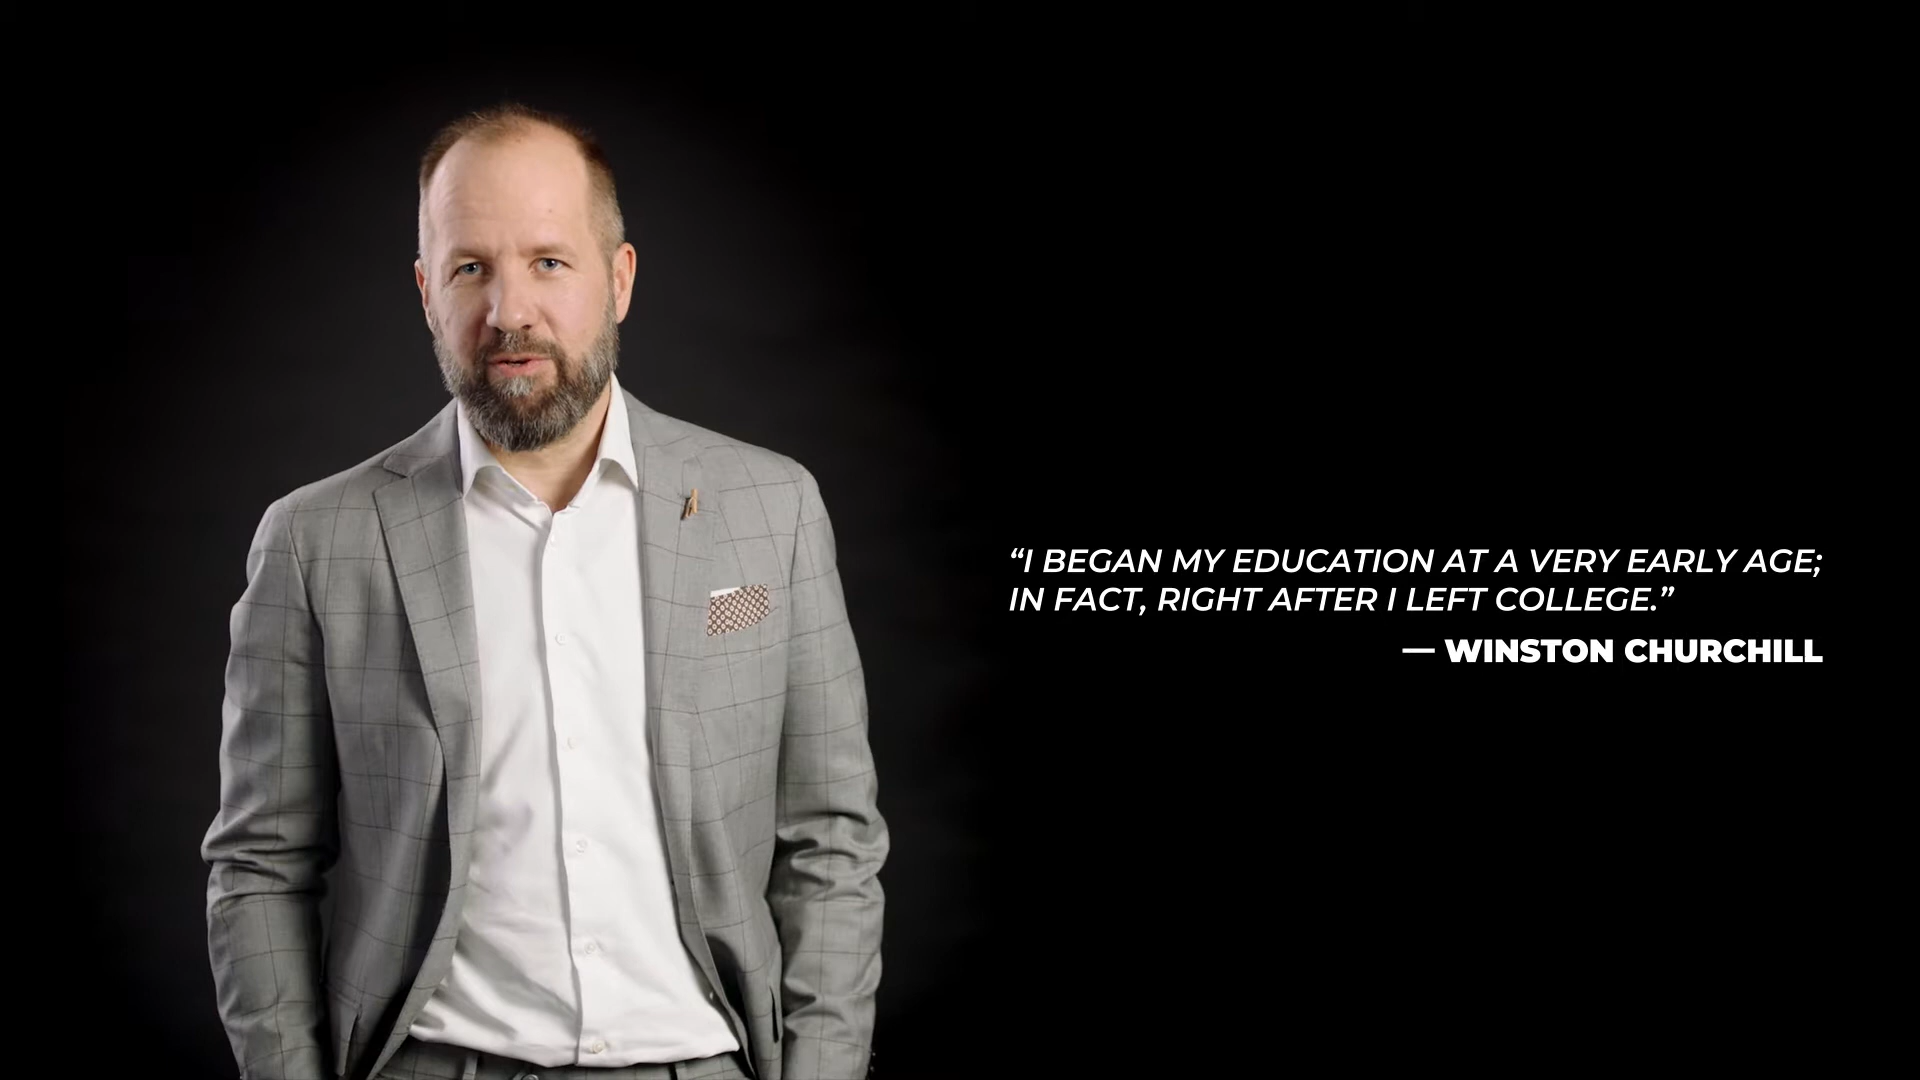 “I BEGAN MY EDUCATION AT A VERY EARLY AGE;
IN FACT, RIGHT AFTER I LEFT COLLEGE.”
— WINSTON CHURCHILL